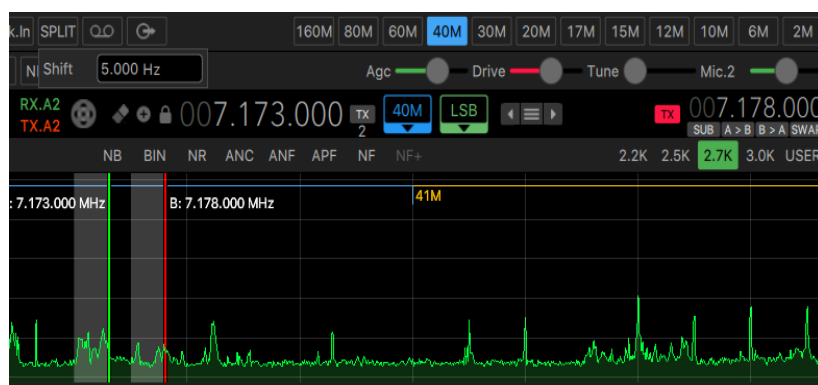 k.In SPLIT 160M 80M 60M 40M 30M 20M 17M 15M 12M 10M 6M 2M
Shift 5.000 Hz Agc Drive Tune Mic.2
RX.A2 007.173.000 TX 40M LSB TX 007.178.000
TX.A2 2 SUB A > B B > A SWAP
NB BIN NR ANC ANF APF NF NF+ 2.2K 2.5K 2.7K 3.0K USER
: 7.173.000 MHz B: 7.178.000 MHz 41M